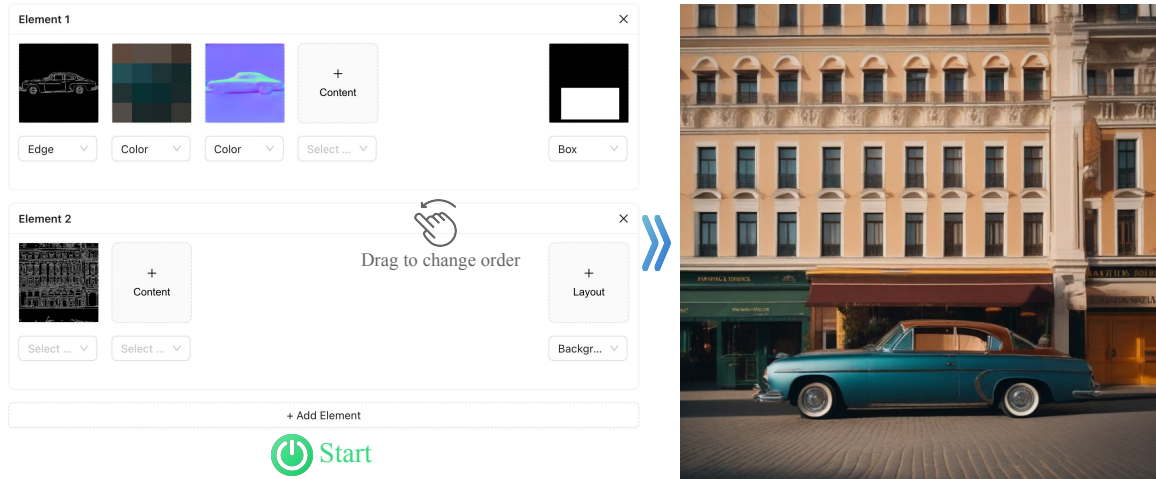 Element 1
+
Content
Edge
Color
Color
Select ...
Box
Element 2
Drag to change order
+
Content
+
Layout
Select ...
Select ...
Backgr...
+ Add Element
Start